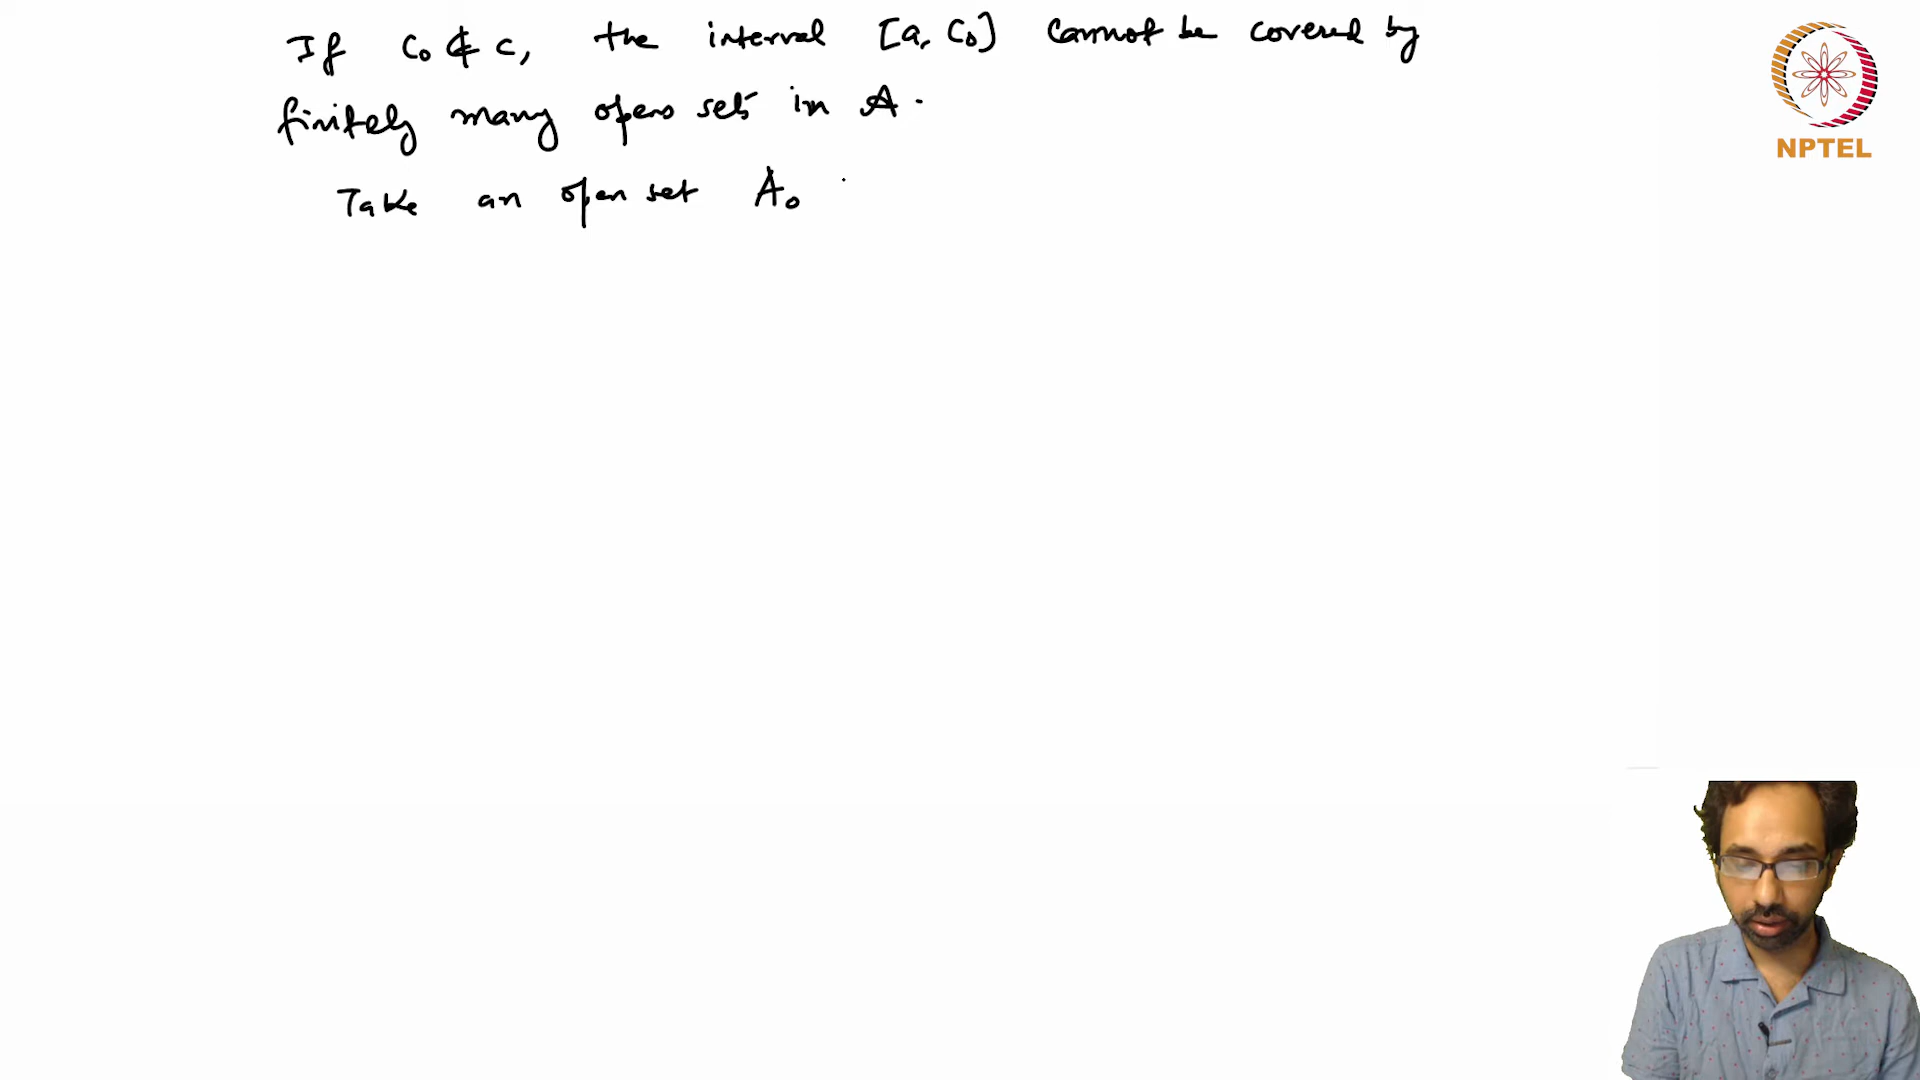 If c₀ ∉ c, the interval [a, c₀] cannot be covered by
finitely many open sets in A.
Take an open set A₀
NPTEL